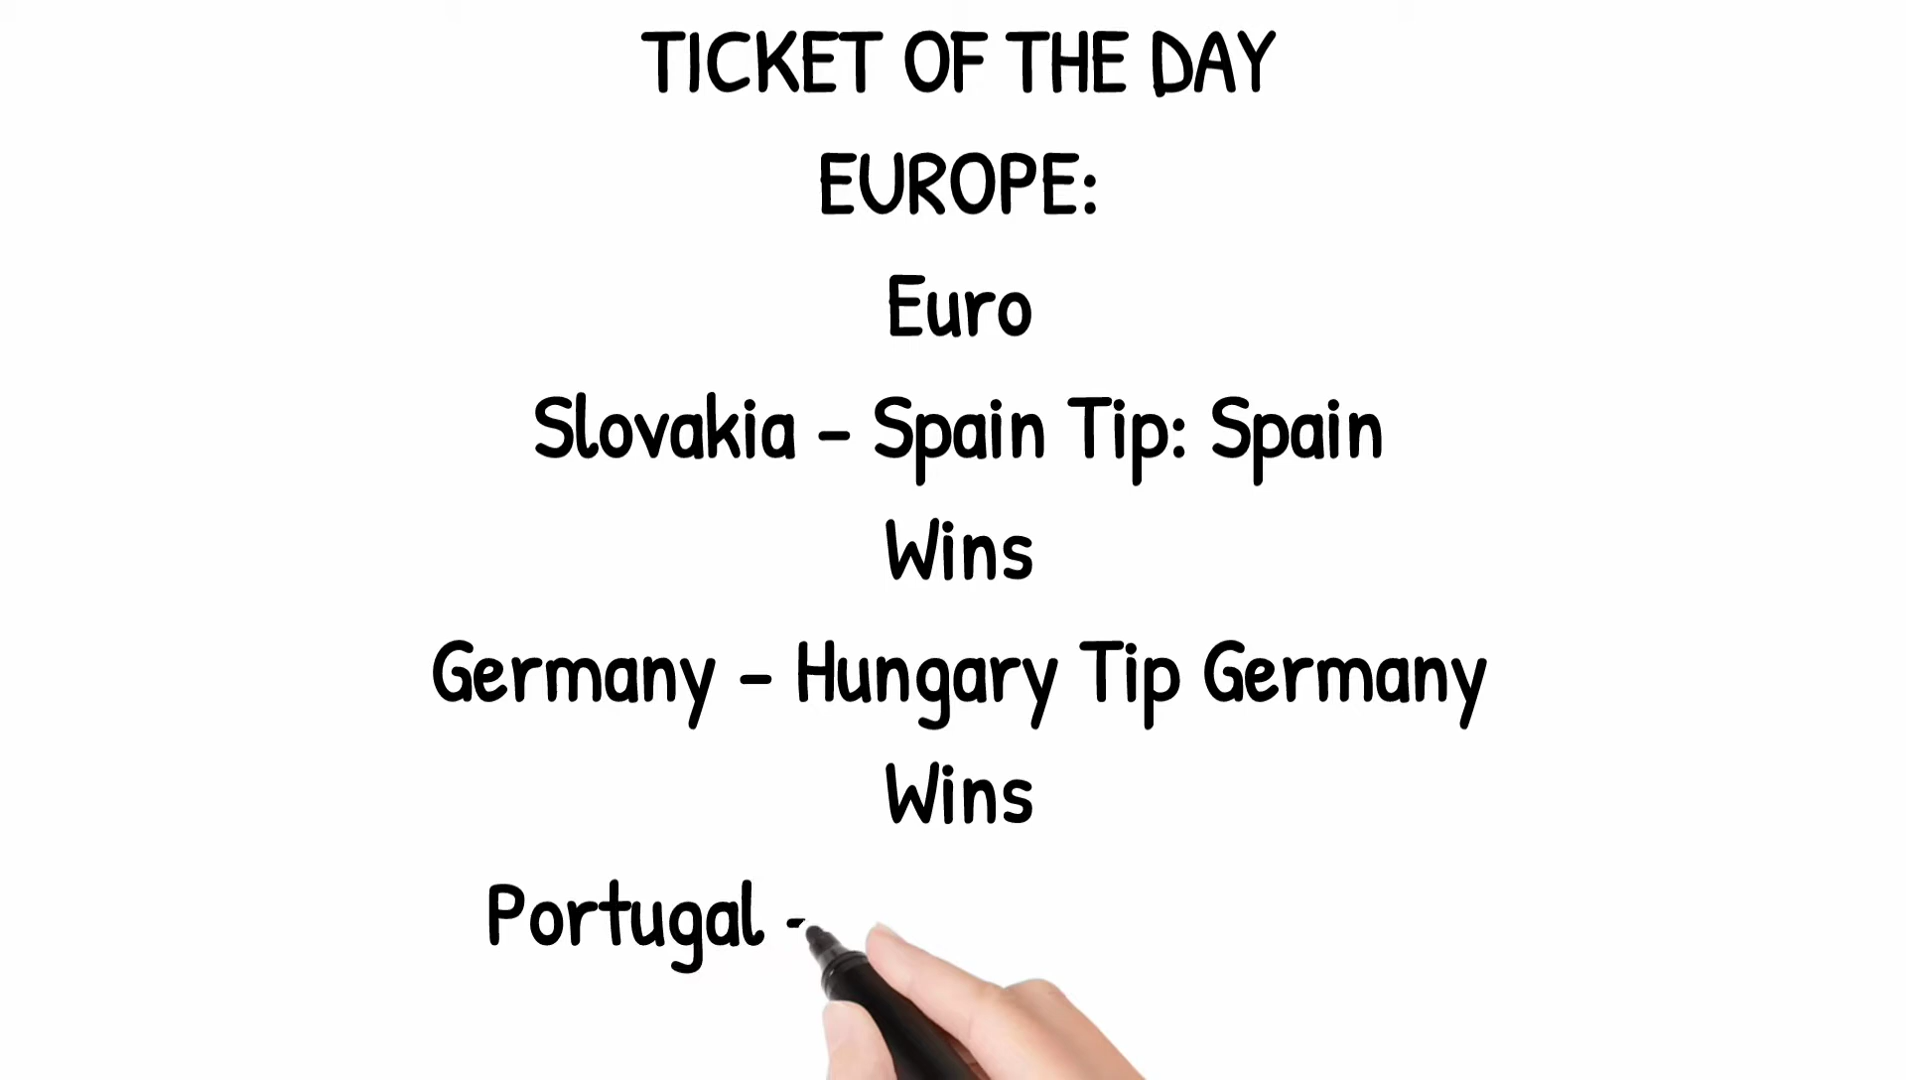 TICKET OF THE DAY
EUROPE:
Euro
Slovakia - Spain Tip: Spain
Wins
Germany - Hungary Tip Germany
Wins
Portugal -